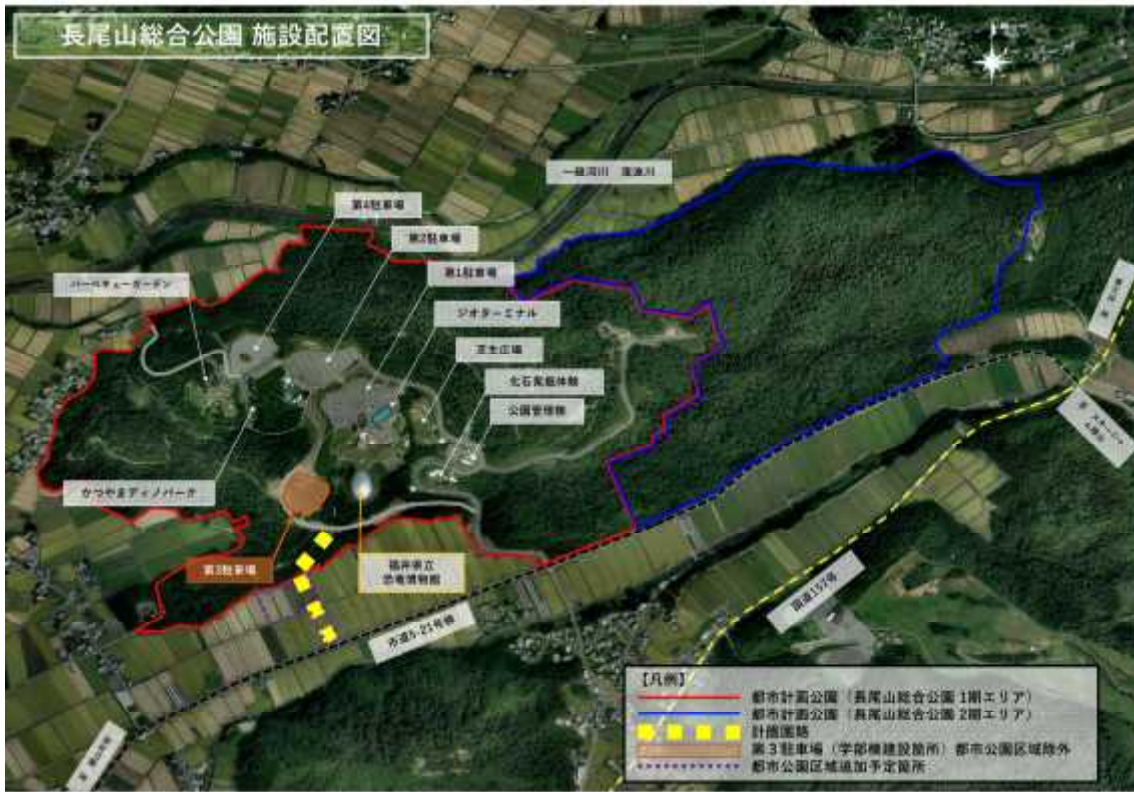 長尾山総合公園 施設配置図
一級河川
第4駐車場
第2駐車場
第1駐車場
バーベキューガーデン
ジオターミナル
芝生広場
化石発掘体験
公園管理棟
かつやまディノパーク
第3駐車場
福井県立
恐竜博物館
市道5-21号線
国道157号
【凡例】
都市計画公園（長尾山総合公園 1期エリア）
都市計画公園（長尾山総合公園 2期エリア）
計画園路
第３駐車場（学部棟建設箇所）都市公園区域除外
都市公園区域追加予定箇所